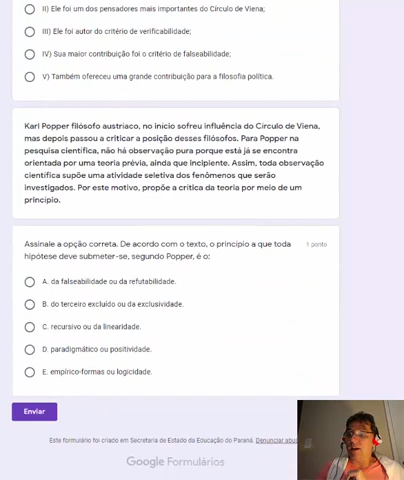 II) Ele foi um dos pensadores mais importantes do Círculo de Viena;
III) Ele foi autor do critério de verificabilidade;
IV) Sua maior contribuição foi o critério de falseabilidade;
V) Também ofereceu uma grande contribuição para a filosofia política.
Karl Popper filósofo austríaco, no início sofreu influência do Círculo de Viena,
mas depois passou a criticar a posição desses filósofos. Para Popper na
pesquisa científica, não há observação pura porque está já se encontra
orientada por uma teoria prévia, ainda que incipiente. Assim, toda observação
científica supõe uma atividade seletiva dos fenômenos que serão
investigados. Por este motivo, propõe a crítica da teoria por meio de um
princípio.
Assinale a opção correta. De acordo com o texto, o princípio a que toda 1 ponto
hipótese deve submeter-se, segundo Popper, é o:
A. da falseabilidade ou da refutabilidade.
B. do terceiro excluído ou da exclusividade.
C. recursivo ou da linearidade.
D. paradigmático ou positividade.
E. empírico-formas ou logicidade.
Enviar
Este formulário foi criado em Secretaria de Estado da Educação do Paraná. Denunciar
Google Formulários